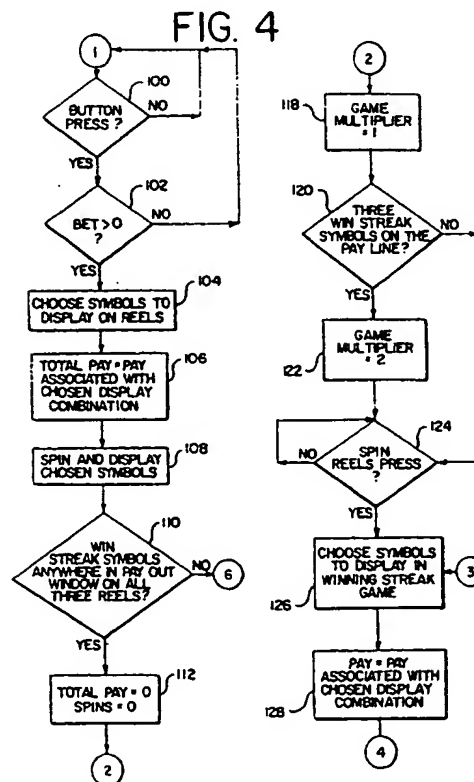 FIG. 4
1
100
BUTTON
PRESS ?
NO
YES
102
BET > 0
?
NO
YES
CHOOSE SYMBOLS TO
DISPLAY ON REELS
104
106
TOTAL PAY = PAY
ASSOCIATED WITH
CHOSEN DISPLAY
COMBINATION
108
SPIN AND DISPLAY
CHOSEN SYMBOLS
110
WIN
STREAK SYMBOLS
ANYWHERE IN PAY OUT
WINDOW ON ALL
THREE REELS?
NO
6
YES
112
TOTAL PAY = 0
SPINS = 0
2
2
118
GAME
MULTIPLIER
= 1
120
THREE
WIN STREAK
SYMBOLS ON THE
PAY LINE?
NO
YES
GAME
MULTIPLIER
= 2
122
124
NO
SPIN
REELS PRESS
?
YES
CHOOSE SYMBOLS
TO DISPLAY IN
WINNING STREAK
GAME
3
126
PAY = PAY
ASSOCIATED WITH
CHOSEN DISPLAY
COMBINATION
128
4